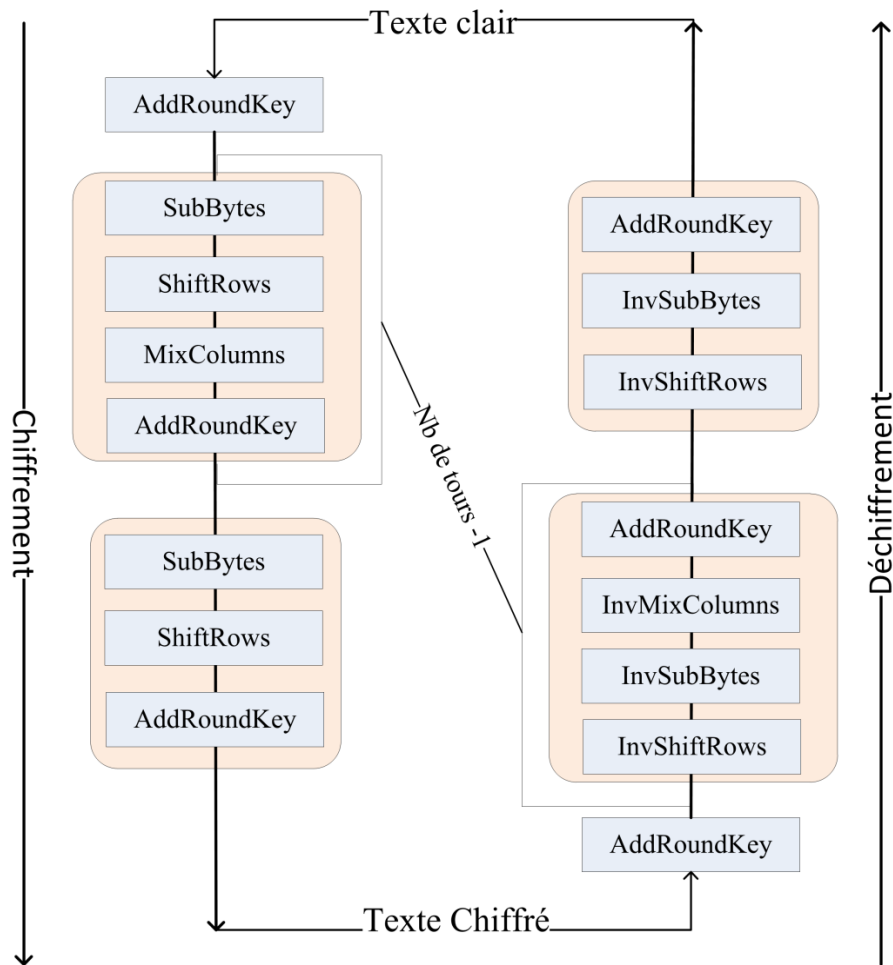 Texte clair
AddRoundKey
SubBytes
ShiftRows
MixColumns
AddRoundKey
SubBytes
ShiftRows
AddRoundKey
Chiffrement
Nb de tours -1
AddRoundKey
InvSubBytes
InvShiftRows
AddRoundKey
InvMixColumns
InvSubBytes
InvShiftRows
AddRoundKey
Déchiffrement
Texte Chiffré